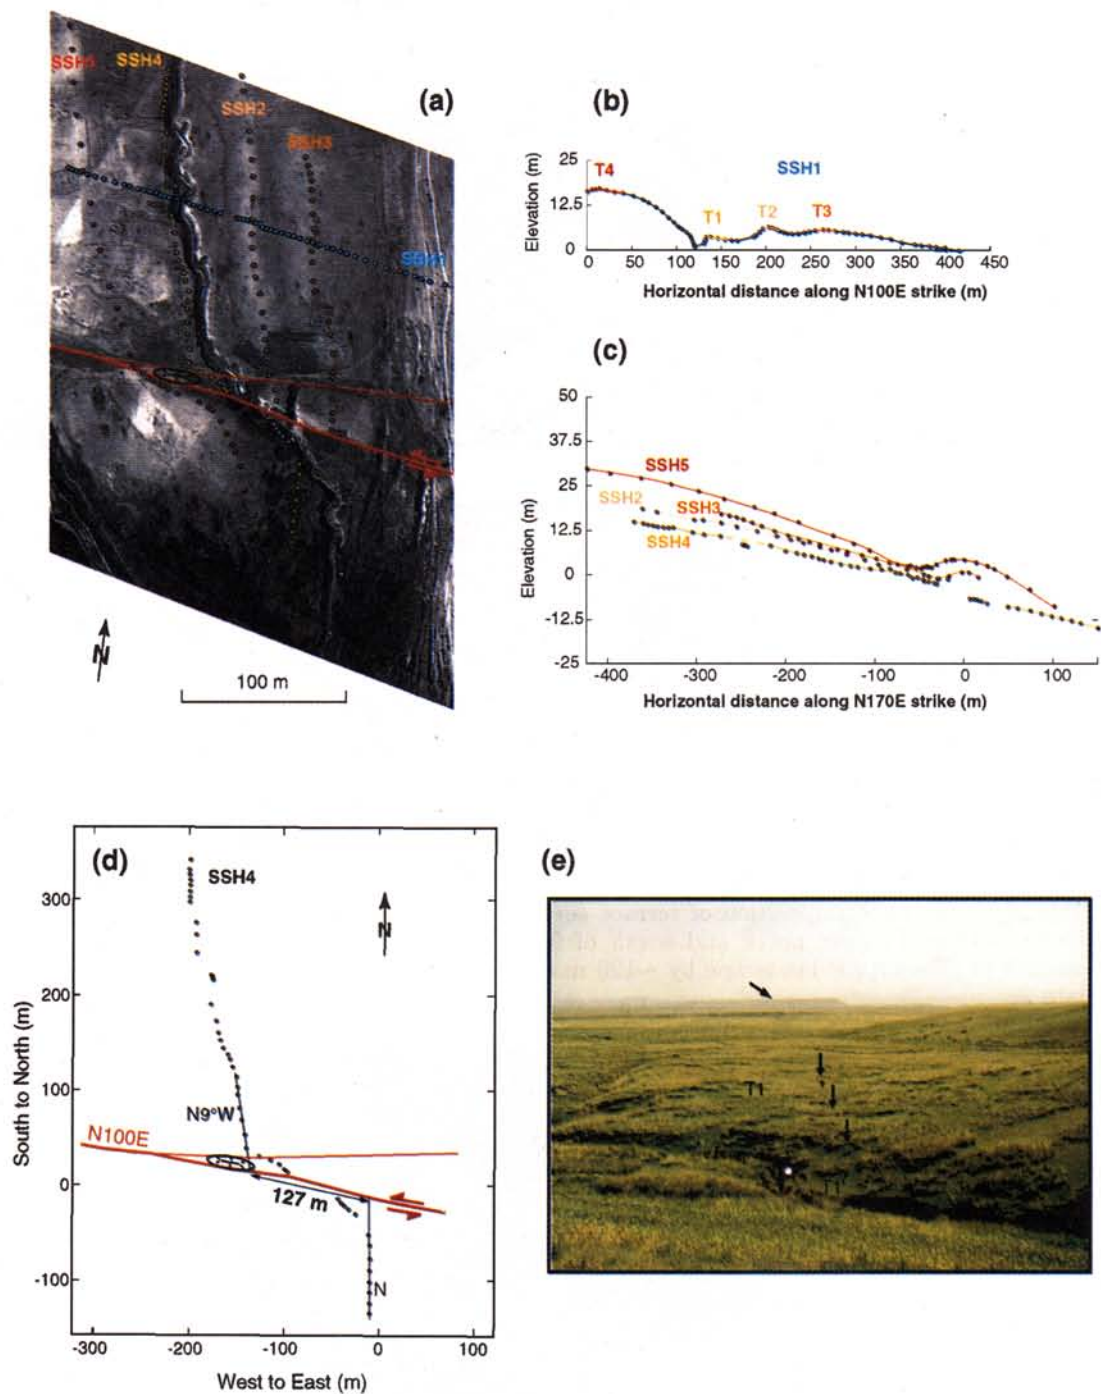 (a)
SSH5 SSH4
SSH2
SSH3
SSH1
N
100 m
(b)
Elevation (m)
25
12.5
0
T4
T1
T2
T3
SSH1
0 50 100 150 200 250 300 350 400 450
Horizontal distance along N100E strike (m)
(c)
Elevation (m)
50
37.5
25
12.5
0
-12.5
-25
SSH5
SSH2
SSH3
SSH4
-400 -300 -200 -100 0 100
Horizontal distance along N170E strike (m)
(d)
South to North (m)
300
200
100
0
-100
SSH4
N
N9°W
N100E
127 m
N
-300 -200 -100 0 100
West to East (m)
(e)
T1